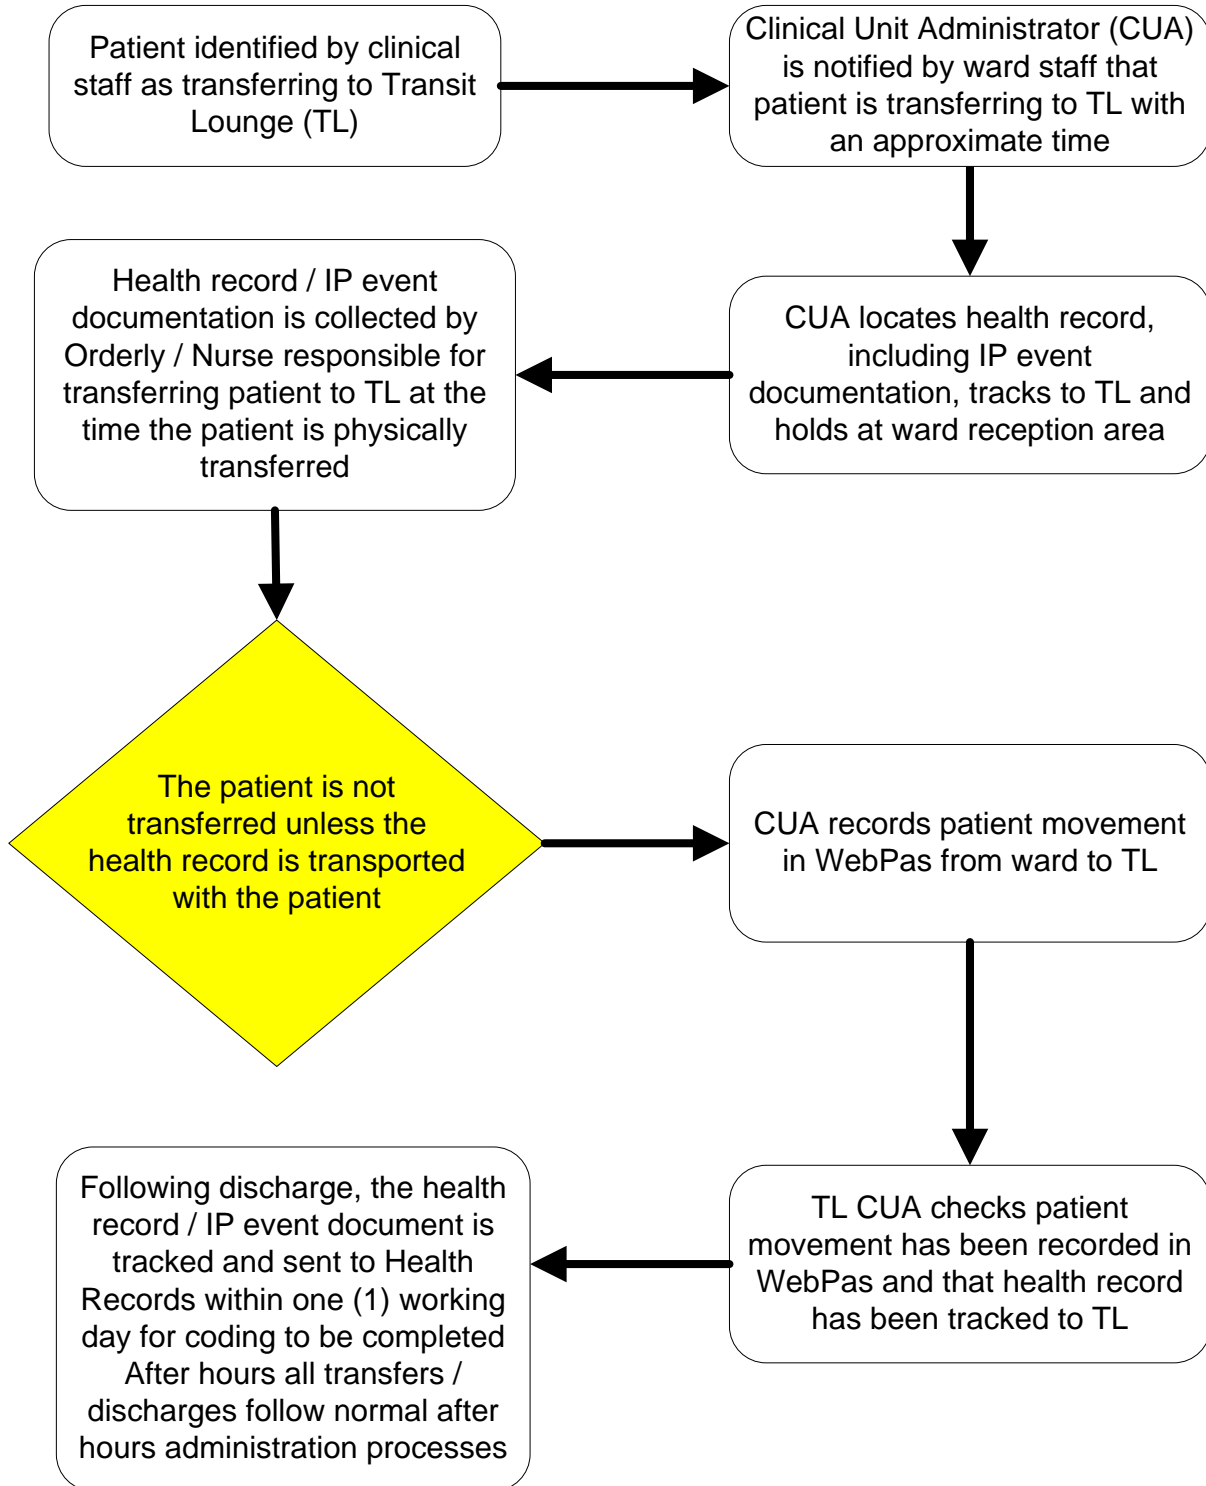 Patient identified by clinical
staff as transferring to Transit
Lounge (TL)
Clinical Unit Administrator (CUA)
is notified by ward staff that
patient is transferring to TL with
an approximate time
CUA locates health record,
including IP event
documentation, tracks to TL and
holds at ward reception area
Health record / IP event
documentation is collected by
Orderly / Nurse responsible for
transferring patient to TL at the
time the patient is physically
transferred
The patient is not
transferred unless the
health record is transported
with the patient
CUA records patient movement
in WebPas from ward to TL
TL CUA checks patient
movement has been recorded in
WebPas and that health record
has been tracked to TL
Following discharge, the health
record / IP event document is
tracked and sent to Health
Records within one (1) working
day for coding to be completed
After hours all transfers /
discharges follow normal after
hours administration processes